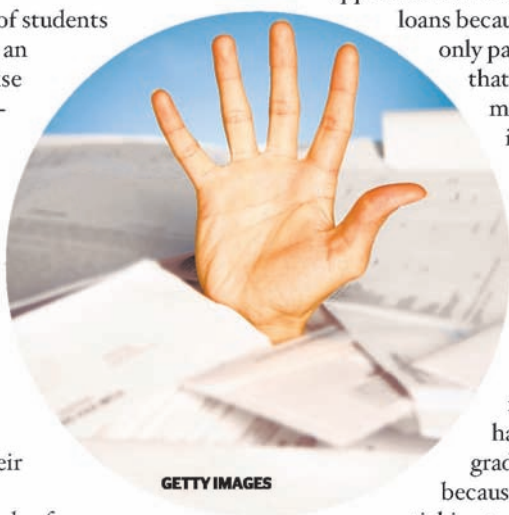 of students
an
se
-
eir
loans becau
only pa
that
m
i
ha
grad
becaus
GETTY IMAGES